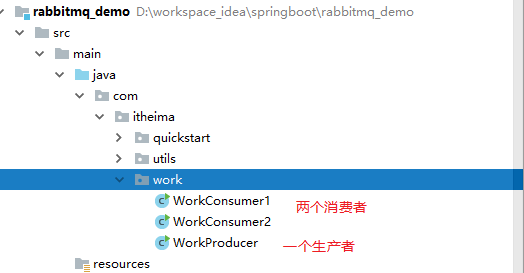 rabbitmq_demo D:\workspace_idea\springboot\rabbitmq_demo
src
main
java
com
itheima
quickstart
utils
work
WorkConsumer1 两个消费者
WorkConsumer2
WorkProducer 一个生产者
resources